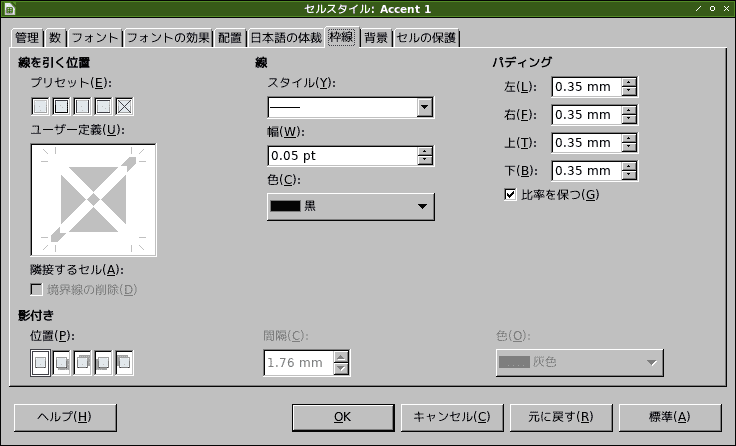 セルスタイル: Accent 1
管理 数 フォント フォントの効果 配置 日本語の体裁 枠線 背景 セルの保護
線を引く位置
プリセット(E):
ユーザー定義(U):
隣接するセル(A):
境界線の削除(D)
線
スタイル(Y):
幅(W):
0.05 pt
色(C):
黒
パディング
左(L): 0.35 mm
右(F): 0.35 mm
上(T): 0.35 mm
下(B): 0.35 mm
比率を保つ(G)
影付き
位置(P):
間隔(C):
1.76 mm
色(O):
灰色
ヘルプ(H) OK キャンセル(C) 元に戻す(R) 標準(A)